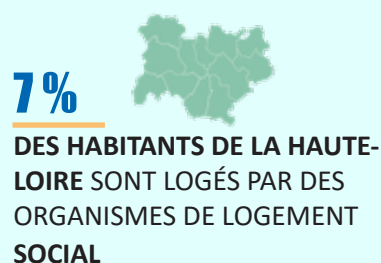 7%
DES HABITANTS DE LA HAUTE-
LOIRE SONT LOGÉS PAR DES
ORGANISMES DE LOGEMENT
SOCIAL